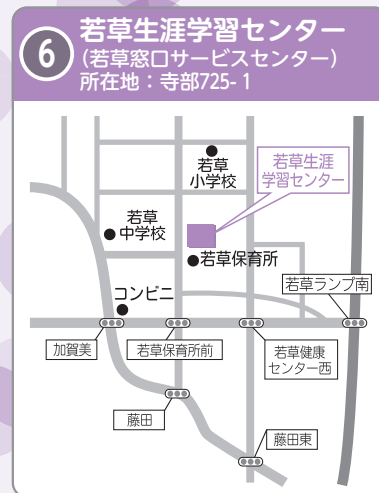 6
若草生涯学習センター
(若草窓口サービスセンター)
所在地：寺部725-1
若草
小学校
若草生涯
学習センター
若草
中学校
若草保育所
コンビニ
若草ランプ南
加賀美
若草保育所前
若草健康
センター西
藤田
藤田東